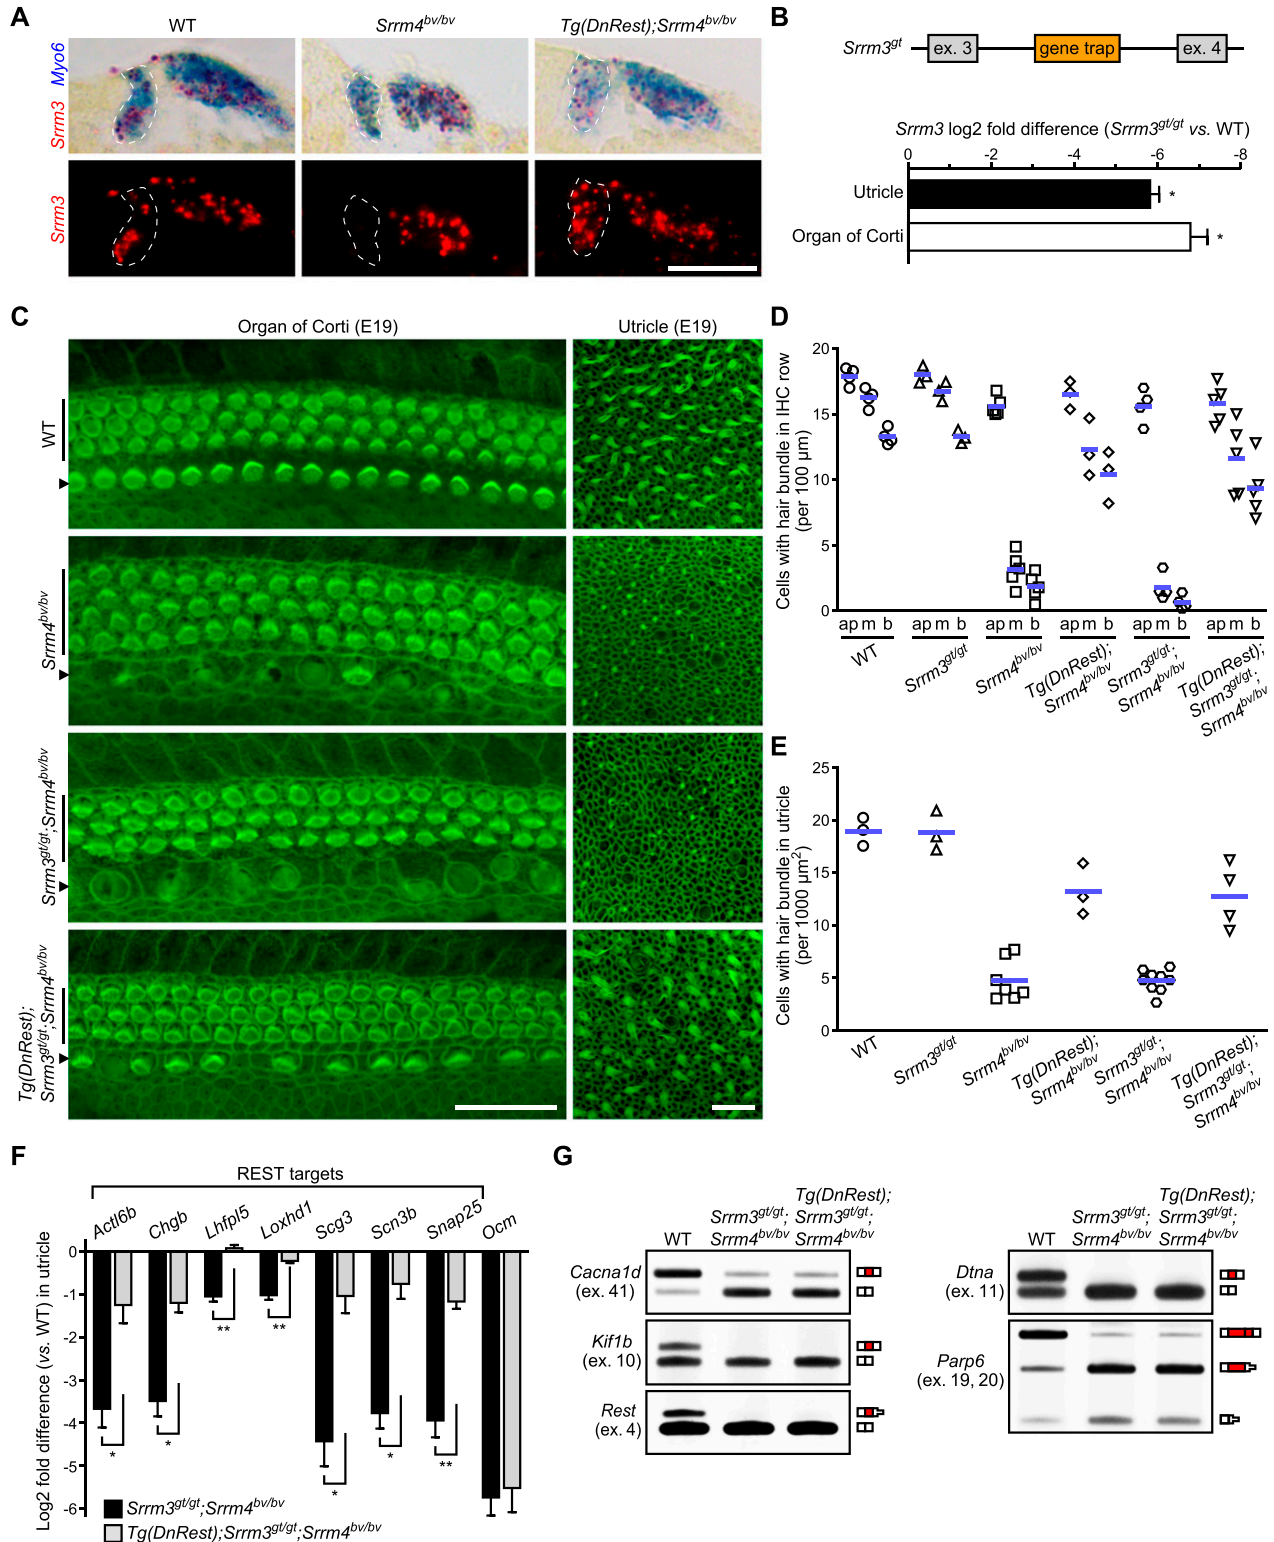 A
WT
Srrm4bv/bv
Tg(DnRest);Srrm4bv/bv
Srrm3 Myo6
Srrm3
B
Srrm3gt
ex. 3
gene trap
ex. 4
Srrm3 log2 fold difference (Srrm3gt/gt vs. WT)
0 -2 -4 -6 -8
Utricle *
Organ of Corti *
C
Organ of Corti (E19)
Utricle (E19)
WT
Srrm4bv/bv
Srrm3gt/gt;Srrm4bv/bv
Tg(DnRest);
Srrm3gt/gt;Srrm4bv/bv
D
Cells with hair bundle in IHC row
(per 100 µm)
20
15
10
5
0
ap m b ap m b ap m b ap m b ap m b ap m b
WT
Srrm3gt/gt
Srrm4bv/bv
Tg(DnRest);
Srrm4bv/bv
Srrm3gt/gt;
Srrm4bv/bv
Tg(DnRest);
Srrm3gt/gt;
Srrm4bv/bv
E
Cells with hair bundle in utricle
(per 1000 µm2)
25
20
15
10
5
0
WT
Srrm3gt/gt
Srrm4bv/bv
Tg(DnRest);
Srrm4bv/bv
Srrm3gt/gt;
Srrm4bv/bv
Tg(DnRest);
Srrm3gt/gt;
Srrm4bv/bv
F
REST targets
Actl6b Chgb Lhfpl5 Loxhd1 Scg3 Scn3b Snap25 Ocm
Log2 fold difference (vs. WT) in utricle
0
-1
-2
-3
-4
-5
-6
* * ** ** * * **
Srrm3gt/gt;Srrm4bv/bv
Tg(DnRest);Srrm3gt/gt;Srrm4bv/bv
G
WT
Srrm3gt/gt;
Srrm4bv/bv
Tg(DnRest);
Srrm3gt/gt;
Srrm4bv/bv
Cacna1d
(ex. 41)
Kif1b
(ex. 10)
Rest
(ex. 4)
WT
Srrm3gt/gt;
Srrm4bv/bv
Tg(DnRest);
Srrm3gt/gt;
Srrm4bv/bv
Dtna
(ex. 11)
Parp6
(ex. 19, 20)